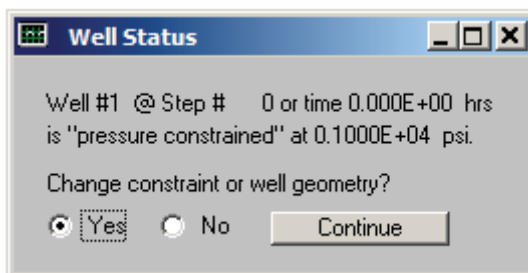 Well Status
Well #1 @ Step # 0 or time 0.000E+00 hrs
is "pressure constrained" at 0.1000E+04 psi.
Change constraint or well geometry?
Yes No Continue